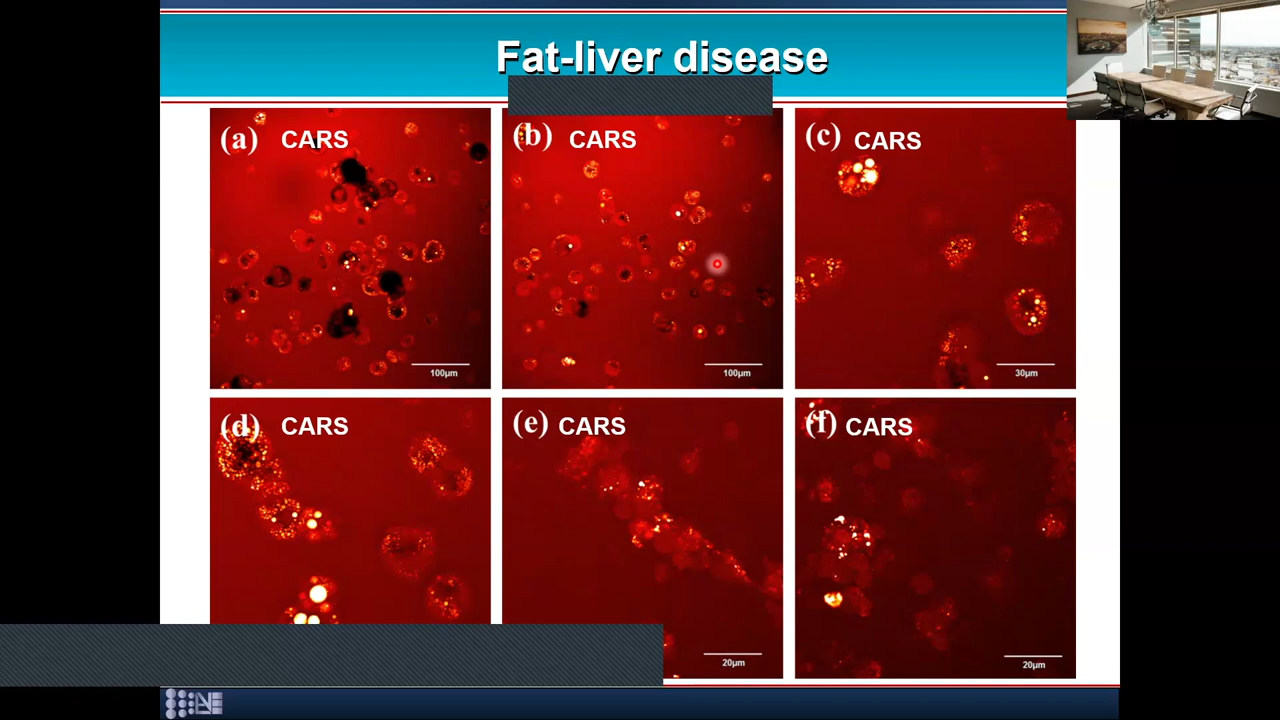 Fat-liver disease
(a) CARS
(b) CARS
(c) CARS
100μm
100μm
30μm
(d) CARS
(e) CARS
(f) CARS
20μm
20μm